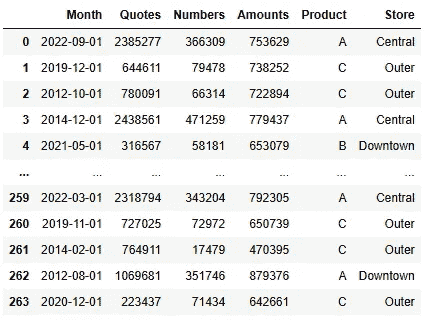 Month Quotes Numbers Amounts Product Store
0 2022-09-01 2385277 366309 753629 A Central
1 2019-12-01 644611 79478 738252 C Outer
2 2012-10-01 780091 66314 722894 C Outer
3 2014-12-01 2438561 471259 779437 A Central
4 2021-05-01 316567 58181 653079 B Downtown
... ... ... ... ... ... ...
259 2022-03-01 2318794 343204 792305 A Central
260 2019-11-01 727025 72972 650739 C Outer
261 2014-02-01 764911 17479 470395 C Outer
262 2012-08-01 1069681 351746 879376 A Downtown
263 2020-12-01 223437 71434 642661 C Outer